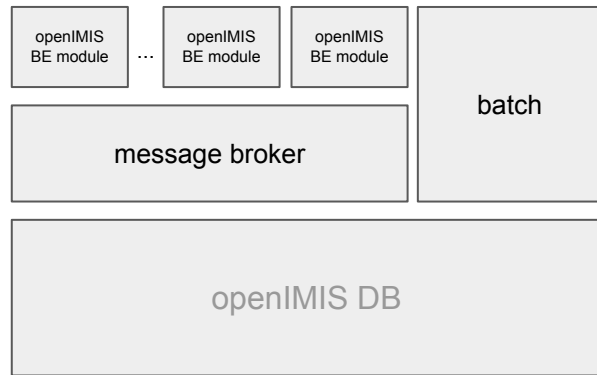 openIMIS
BE module
...
openIMIS
BE module
openIMIS
BE module
batch
message broker
openIMIS DB